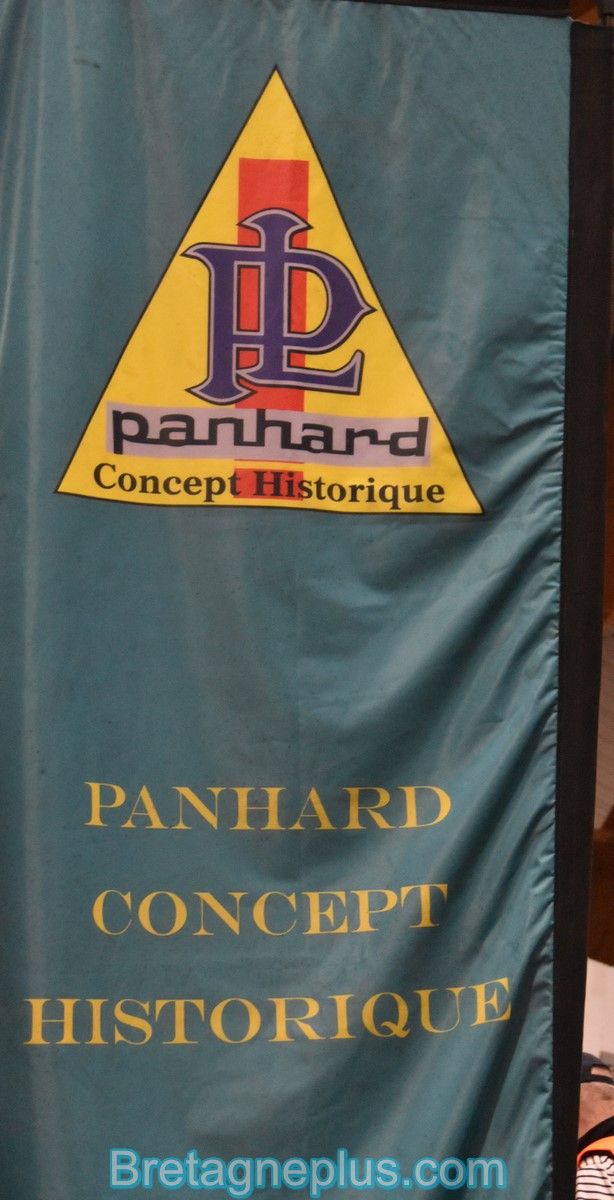 PL
panhard
Concept Historique
PANHARD
CONCEPT
HISTORIQUE
Bretagneplus.com